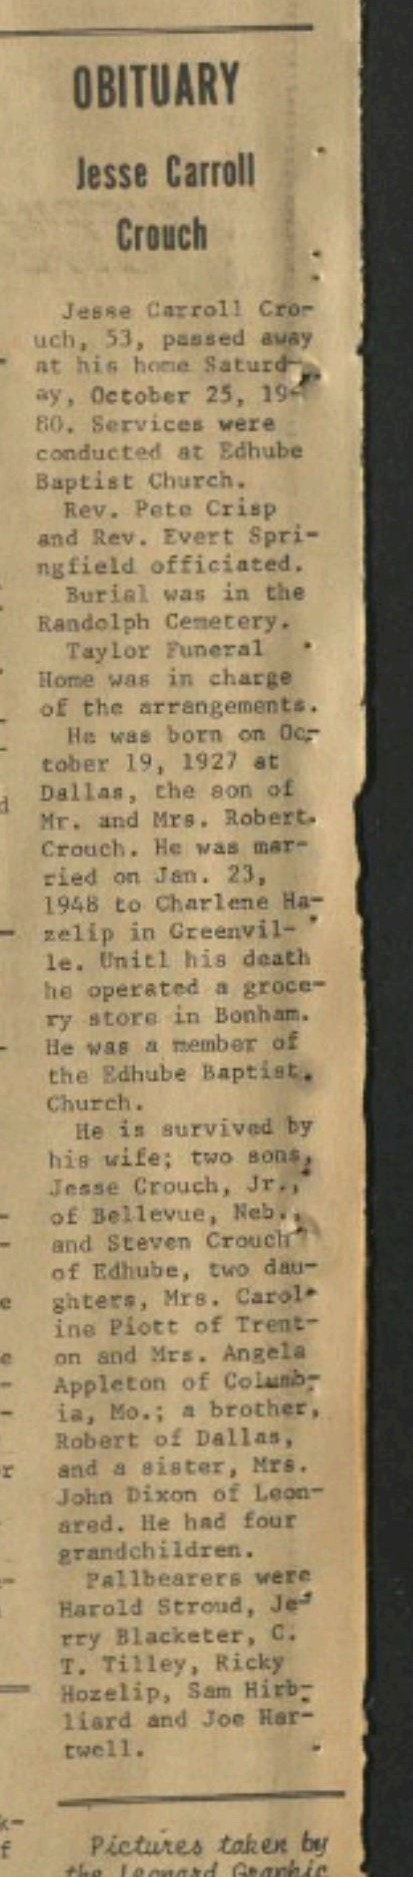 OBITUARY
Jesse Carroll
Crouch
Jesse Carroll Cro-
uch, 53, passed away
at his home Saturd-
ay, October 25, 19-
80. Services were
conducted at Edhube
Baptist Church.
Rev. Pete Crisp
and Rev. Evert Spri-
ngfield officiated.
Burial was in the
Randolph Cemetery.
Taylor Funeral
Home was in charge
of the arrangements.
He was born on Oc-
tober 19, 1927 at
Dallas, the son of
Mr. and Mrs. Robert
Crouch. He was mar-
ried on Jan. 23,
1948 to Charlene Ha-
zelip in Greenvil-
le. Unitl his death
he operated a groce-
ry store in Bonham.
He was a member of
the Edhube Baptist
Church.
He is survived by
his wife; two sons,
Jesse Crouch, Jr.,
of Bellevue, Neb.,
and Steven Crouch
of Edhube, two dau-
ghters, Mrs. Carol-
ine Piott of Trent-
on and Mrs. Angela
Appleton of Columb-
ia, Mo.; a brother,
Robert of Dallas,
and a sister, Mrs.
John Dixon of Leon-
ared. He had four
grandchildren.
Pallbearers were
Harold Stroud, Je-
rry Blacketer, C.
T. Tilley, Ricky
Hozelip, Sam Hirb-
liard and Joe Har-
twell.
Pictures taken by
the Leonard Graphic